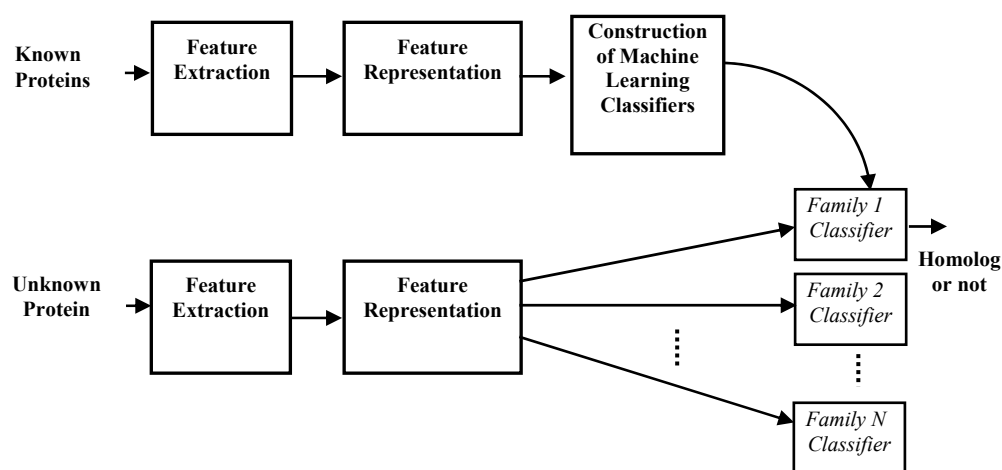 Known
Proteins
Feature
Extraction
Feature
Representation
Construction
of Machine
Learning
Classifiers
Family 1
Classifier
Homolog
or not
Unknown
Protein
Feature
Extraction
Feature
Representation
Family 2
Classifier
Family N
Classifier